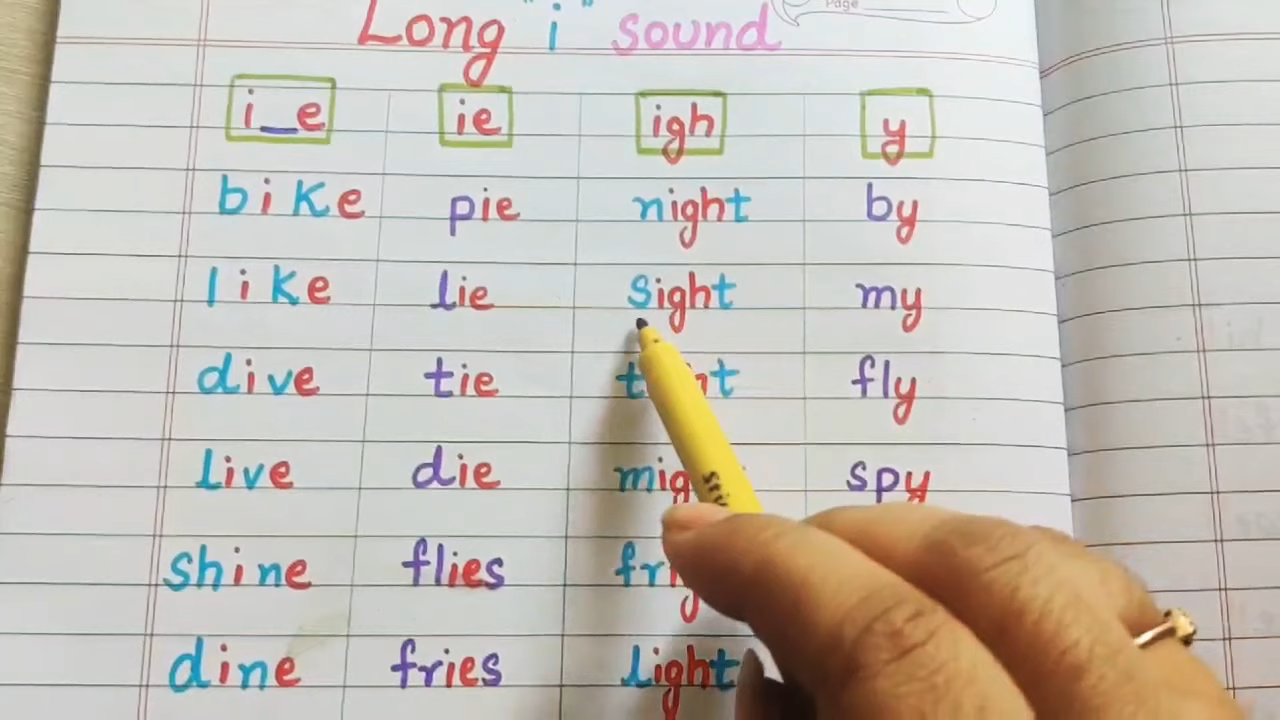 Page
Long "i" sound
i_e ie igh y
bike pie night by
like lie sight my
dive tie fly
live die spy
shine flies
dine fries light